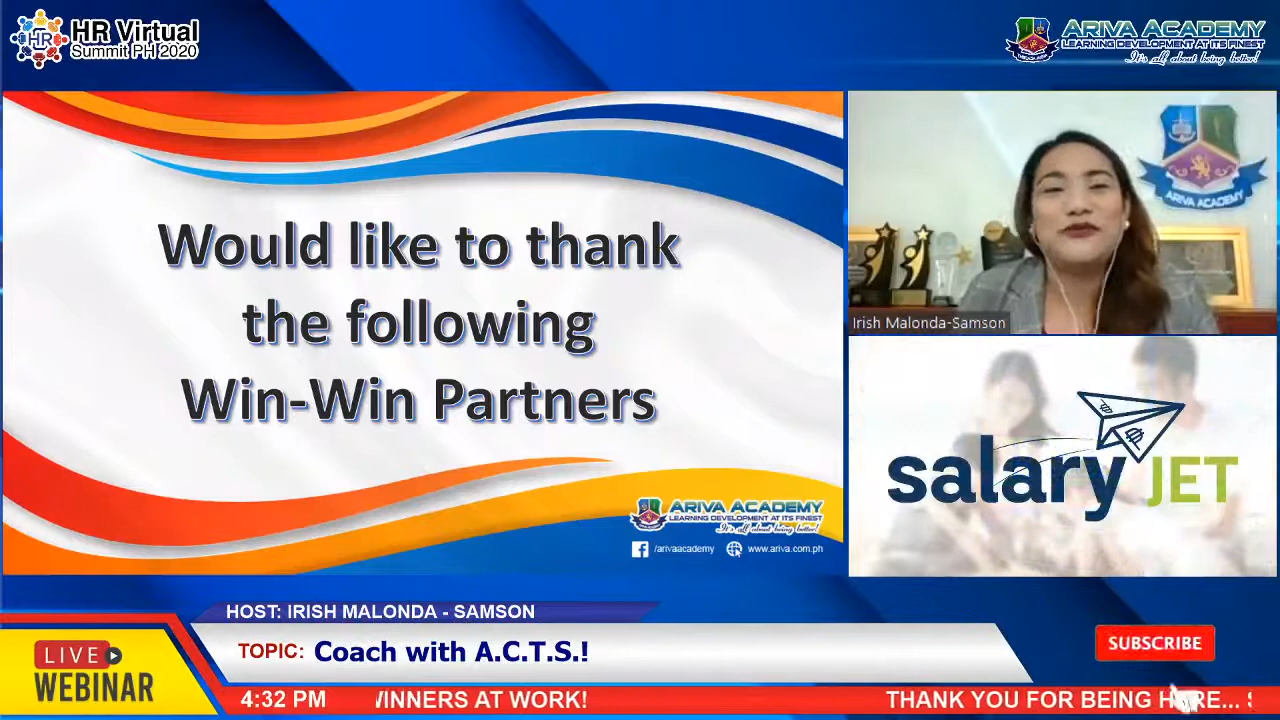 HR Virtual
Summit PH 2020
HR
ARIVA ACADEMY
LEARNING DEVELOPMENT AT ITS FINEST
It's all about being better!
Would like to thank
the following
Win-Win Partners
ARIVA ACADEMY
LEARNING DEVELOPMENT AT ITS FINEST
It's all about being better!
/arivaacademy
www.ariva.com.ph
ARIVA ACADEMY
Irish Malonda-Samson
salary JET
HOST: IRISH MALONDA - SAMSON
LIVE
WEBINAR
TOPIC: Coach with A.C.T.S.!
SUBSCRIBE
4:32 PM
WINNERS AT WORK!
THANK YOU FOR BEING HERE...